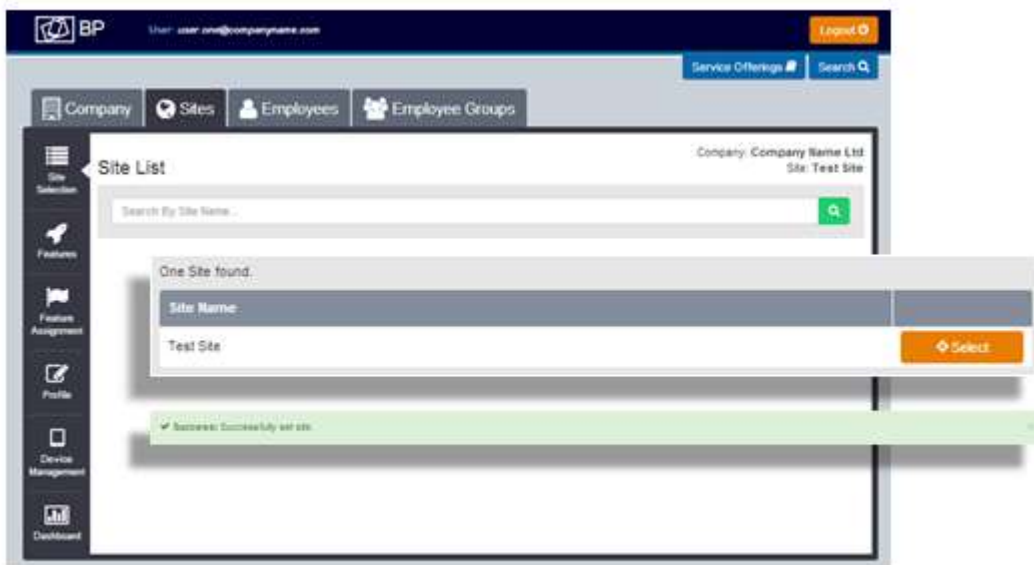 BP
User: user.one@companyname.com
Logout
Service Offerings
Search
Company
Sites
Employees
Employee Groups
Site List
Company: Company Name Ltd
Site: Test Site
Site
Selection
Search By Site Name...
Features
One Site found.
Site Name
Feature
Assignment
Test Site
Select
Profile
Success: Successfully set site.
Device
Management
Dashboard